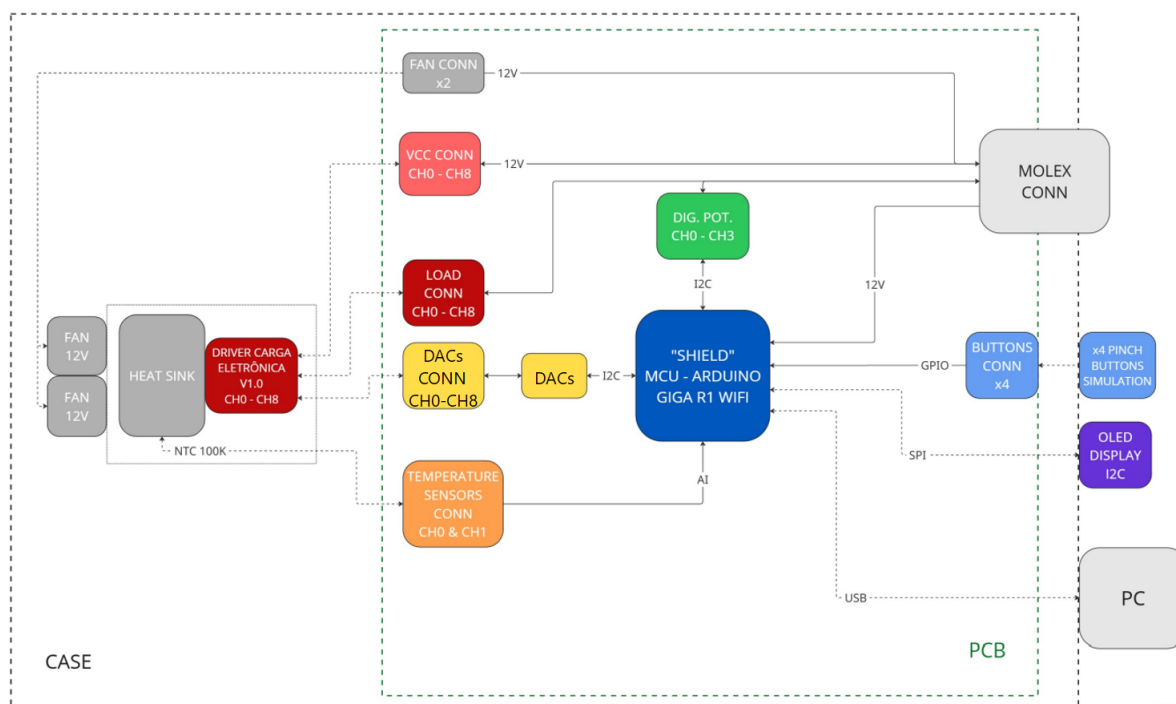 FAN CONN
x2
12V
VCC CONN
CH0 - CH8
12V
MOLEX
CONN
DIG. POT.
CH0 - CH3
I2C
12V
LOAD
CONN
CH0 - CH8
FAN
12V
FAN
12V
HEAT SINK
DRIVER CARGA
ELETRÔNICA
V1.0
CH0 - CH8
DACs
CONN
CH0-CH8
DACs
I2C
"SHIELD"
MCU - ARDUINO
GIGA R1 WIFI
GPIO
BUTTONS
CONN
x4
x4 PINCH
BUTTONS
SIMULATION
NTC 100K
SPI
OLED
DISPLAY
I2C
TEMPERATURE
SENSORS
CONN
CH0 & CH1
AI
USB
PC
CASE
PCB